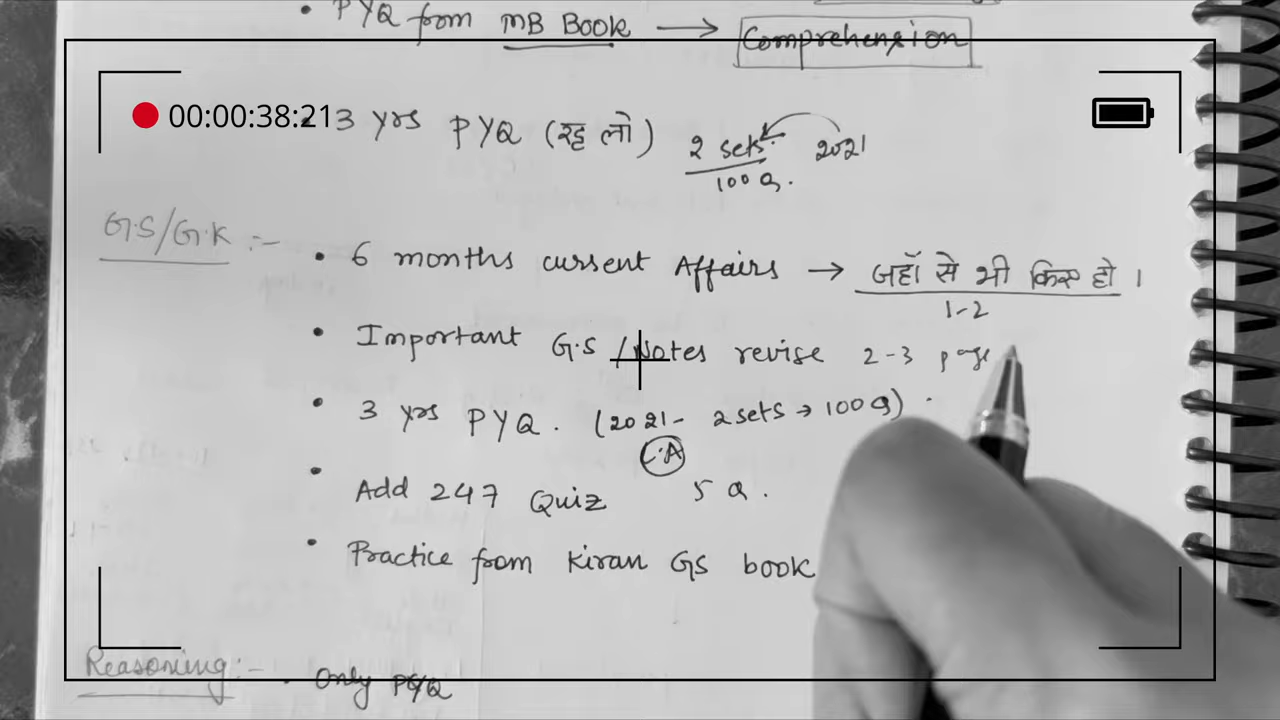 • PYQ from MB Book → Comprehension
00:00:38:21
3 yrs PYQ (रट्ट लो) 2 sets 2021
100 Q.
G.S/G.K :-
• 6 months current Affairs → जहाँ से भी किए हो ।
1-2
• Important G.S /Notes revise 2-3 page
• 3 yrs PYQ. (2021- 2 sets → 100 Q)
C.A
• Add 247 Quiz 5 Q.
• Practice from Kiran GS book
Reasoning :- • Only PYQ